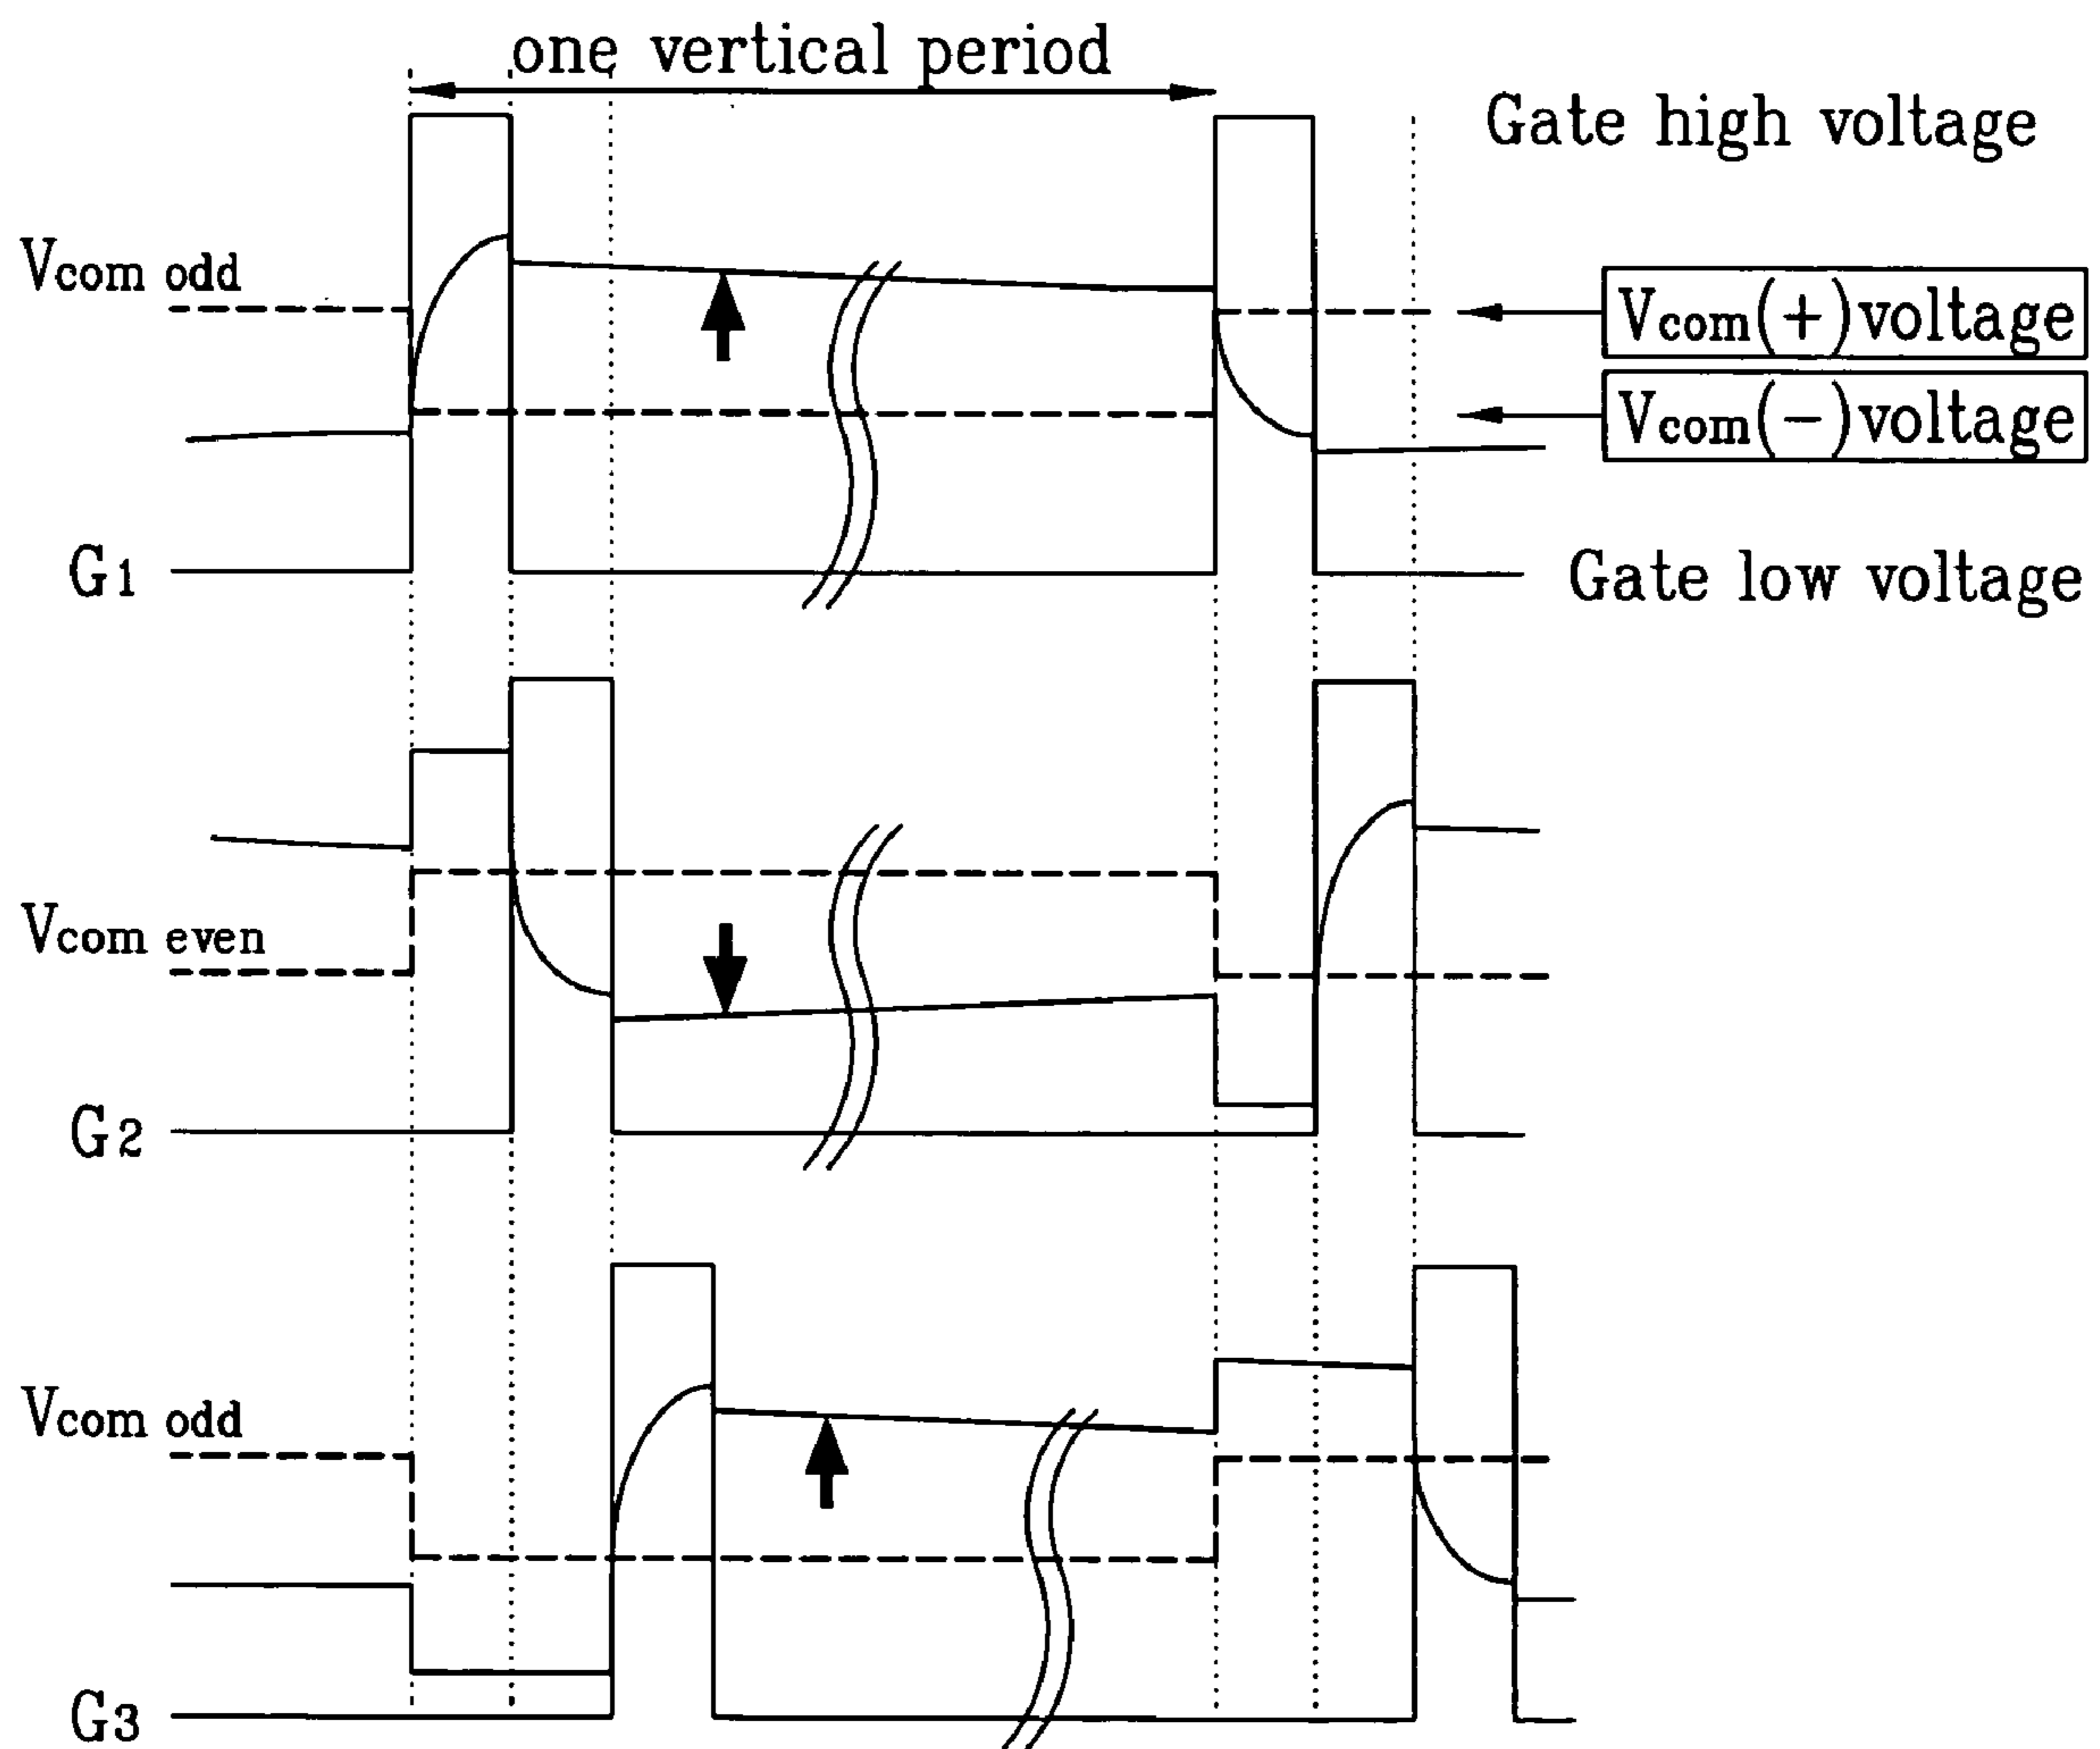 one vertical period
Gate high voltage
Vcom odd
Vcom(+)voltage
Vcom(-)voltage
G1
Gate low voltage
Vcom even
G2
Vcom odd
G3